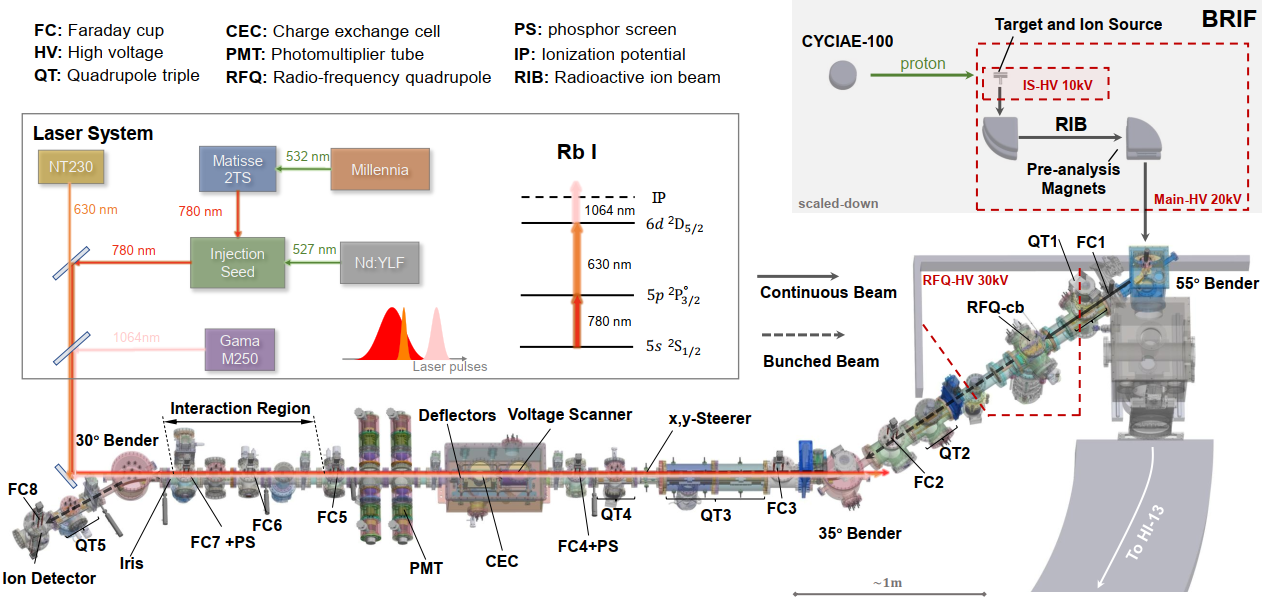 FC: Faraday cup
HV: High voltage
QT: Quadrupole triple
CEC: Charge exchange cell
PMT: Photomultiplier tube
RFQ: Radio-frequency quadrupole
PS: phosphor screen
IP: Ionization potential
RIB: Radioactive ion beam
BRIF
Target and Ion Source
CYCIAE-100
proton
IS-HV 10kV
RIB
Pre-analysis
Magnets
Main-HV 20kV
scaled-down
Laser System
NT230
Matisse
2TS
532 nm
Millennia
630 nm
780 nm
780 nm
Injection
Seed
527 nm
Nd:YLF
1064nm
Gama
M250
Laser pulses
Rb I
IP
1064 nm
6d ²D₅/₂
630 nm
5p ²P°₃/₂
780 nm
5s ²S₁/₂
Continuous Beam
Bunched Beam
QT1
FC1
55° Bender
RFQ-HV 30kV
RFQ-cb
QT2
FC2
Interaction Region
30° Bender
Deflectors
Voltage Scanner
x,y-Steerer
FC8
QT5
Ion Detector
Iris
FC7 +PS
FC6
FC5
PMT
CEC
FC4+PS
QT4
QT3
FC3
35° Bender
To HI-13
~1m